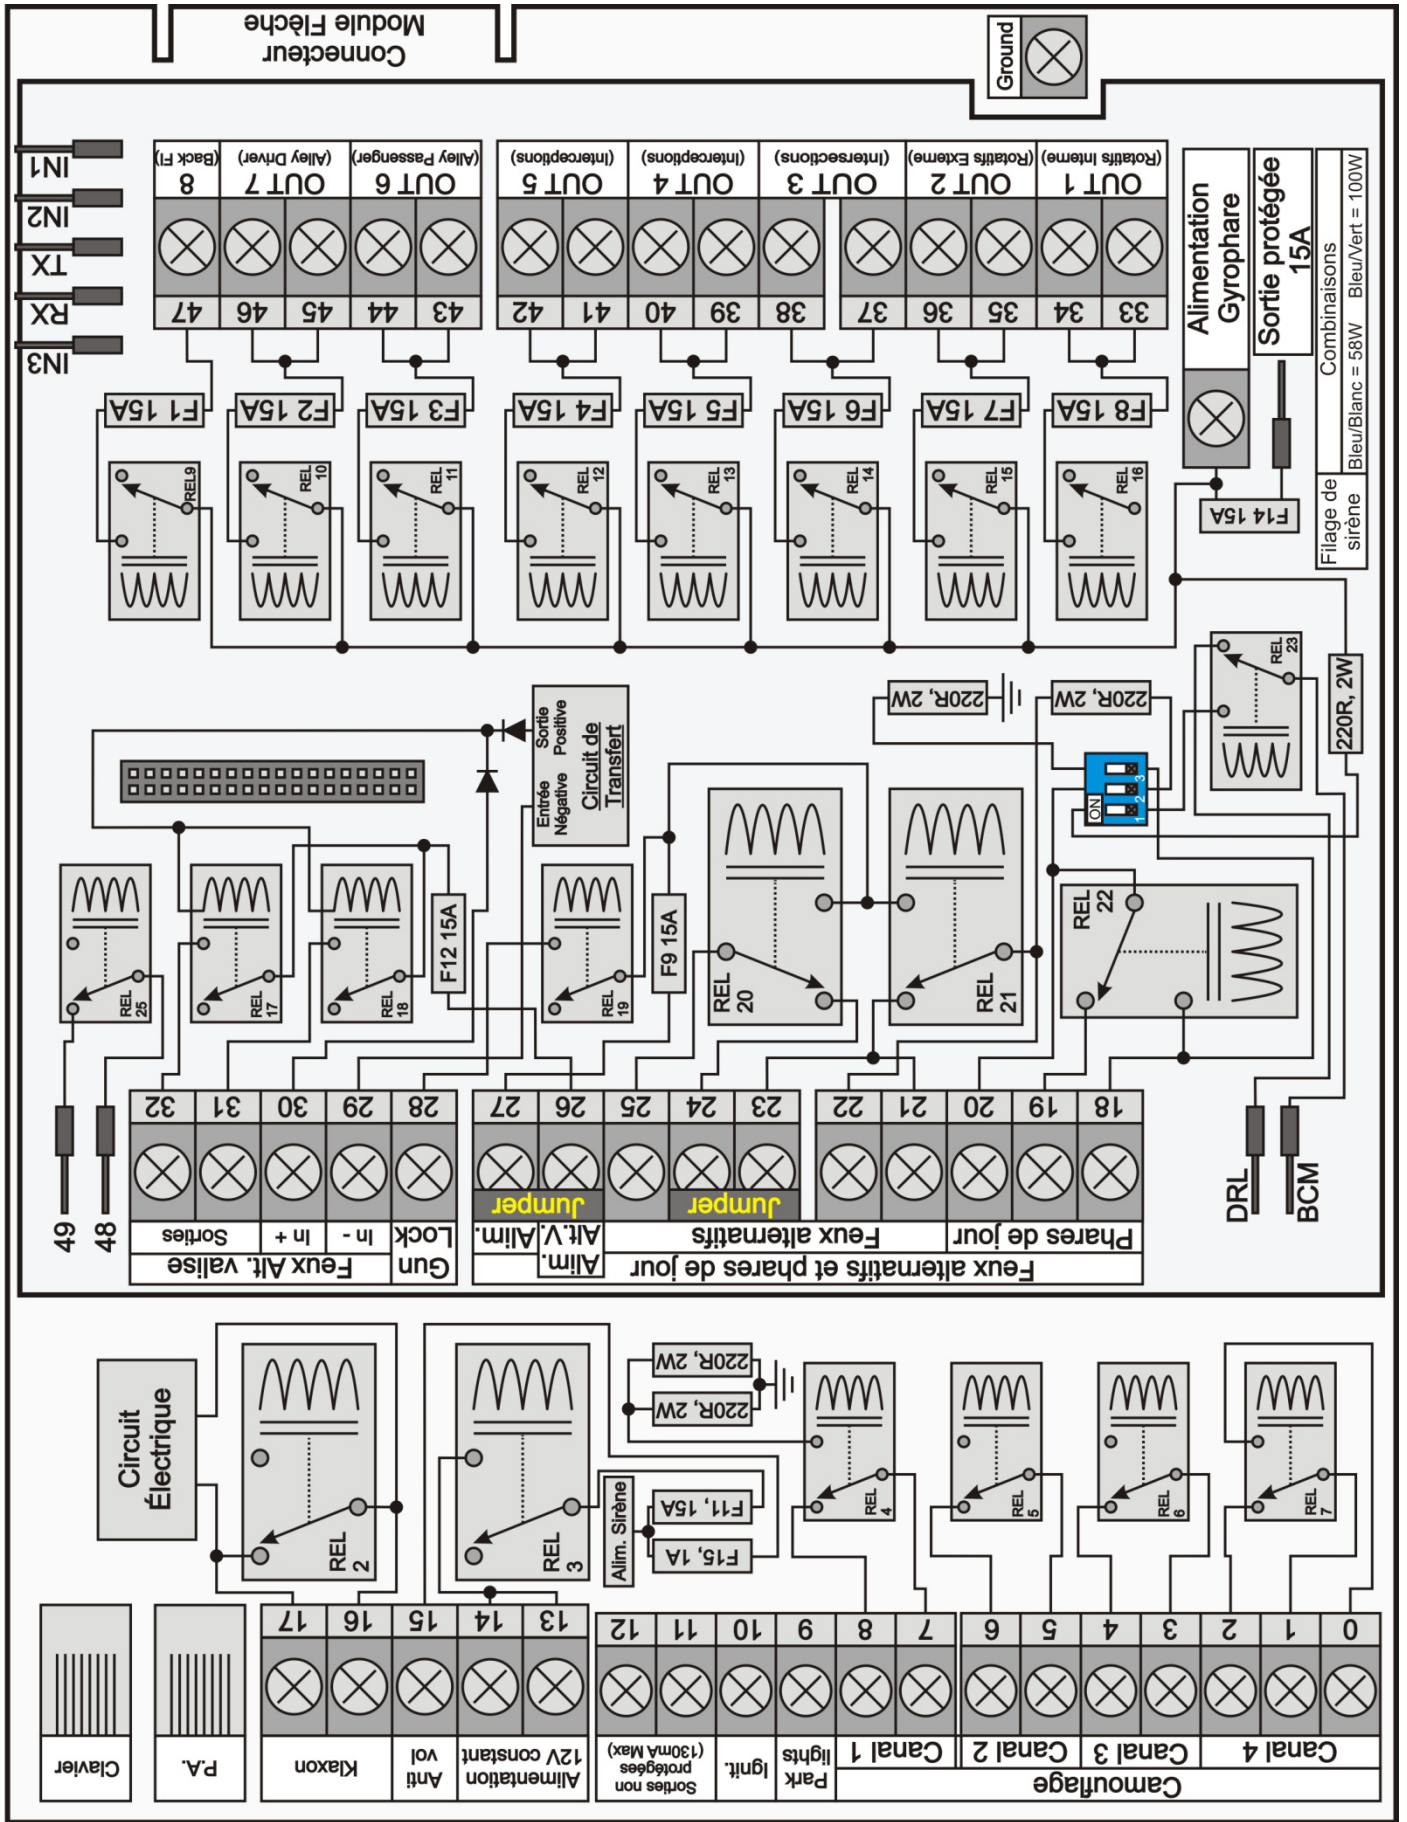 Connecteur
Module Flèche
Ground
IN1
IN2
TX
RX
IN3
(Back Fl)
(Alley Driver)
(Alley Passenger)
(Interceptions)
(Interceptions)
(Intersections)
(Rotatifs Externe)
(Rotatifs Interne)
8
OUT 7
OUT 6
OUT 5
OUT 4
OUT 3
OUT 2
OUT 1
47
46
45
44
43
42
41
40
39
38
37
36
35
34
33
Alimentation
Gyrophare
Sortie protégée
15A
Filage de
sirène
Combinaisons
Bleu/Blanc = 58W Bleu/Vert = 100W
F1 15A
F2 15A
F3 15A
F4 15A
F5 15A
F6 15A
F7 15A
F8 15A
F14 15A
REL9
REL
10
REL
11
REL
12
REL
13
REL
14
REL
15
REL
16
REL
23
220R, 2W
220R, 2W
220R, 2W
Entrée
Négative
Sortie
Positive
Circuit de
Transfert
ON
1
2
3
REL
25
REL
17
REL
18
F12 15A
REL
19
F9 15A
REL
20
REL
21
REL
22
49
48
32
31
30
29
28
27
26
25
24
23
22
21
20
19
18
Jumper
Jumper
Sorties
In +
In -
Feux Alt. valise
Gun
Lock
Alim.
Alim.
Alt.V.
Feux alternatifs
Phares de jour
Feux alternatifs et phares de jour
DRL
BCM
Circuit
Électrique
REL
2
REL
3
220R, 2W
220R, 2W
Alim. Sirène
F11, 15A
F15, 1A
REL
4
REL
5
REL
6
REL
7
17
16
15
14
13
12
11
10
9
8
7
6
5
4
3
2
1
0
Clavier
P.A.
Klaxon
Anti
vol
Alimentation
12V constant
Sorties non
protégées
(130mA Max)
Ignit.
Park
lights
Canal 1
Canal 2
Canal 3
Canal 4
Camouflage